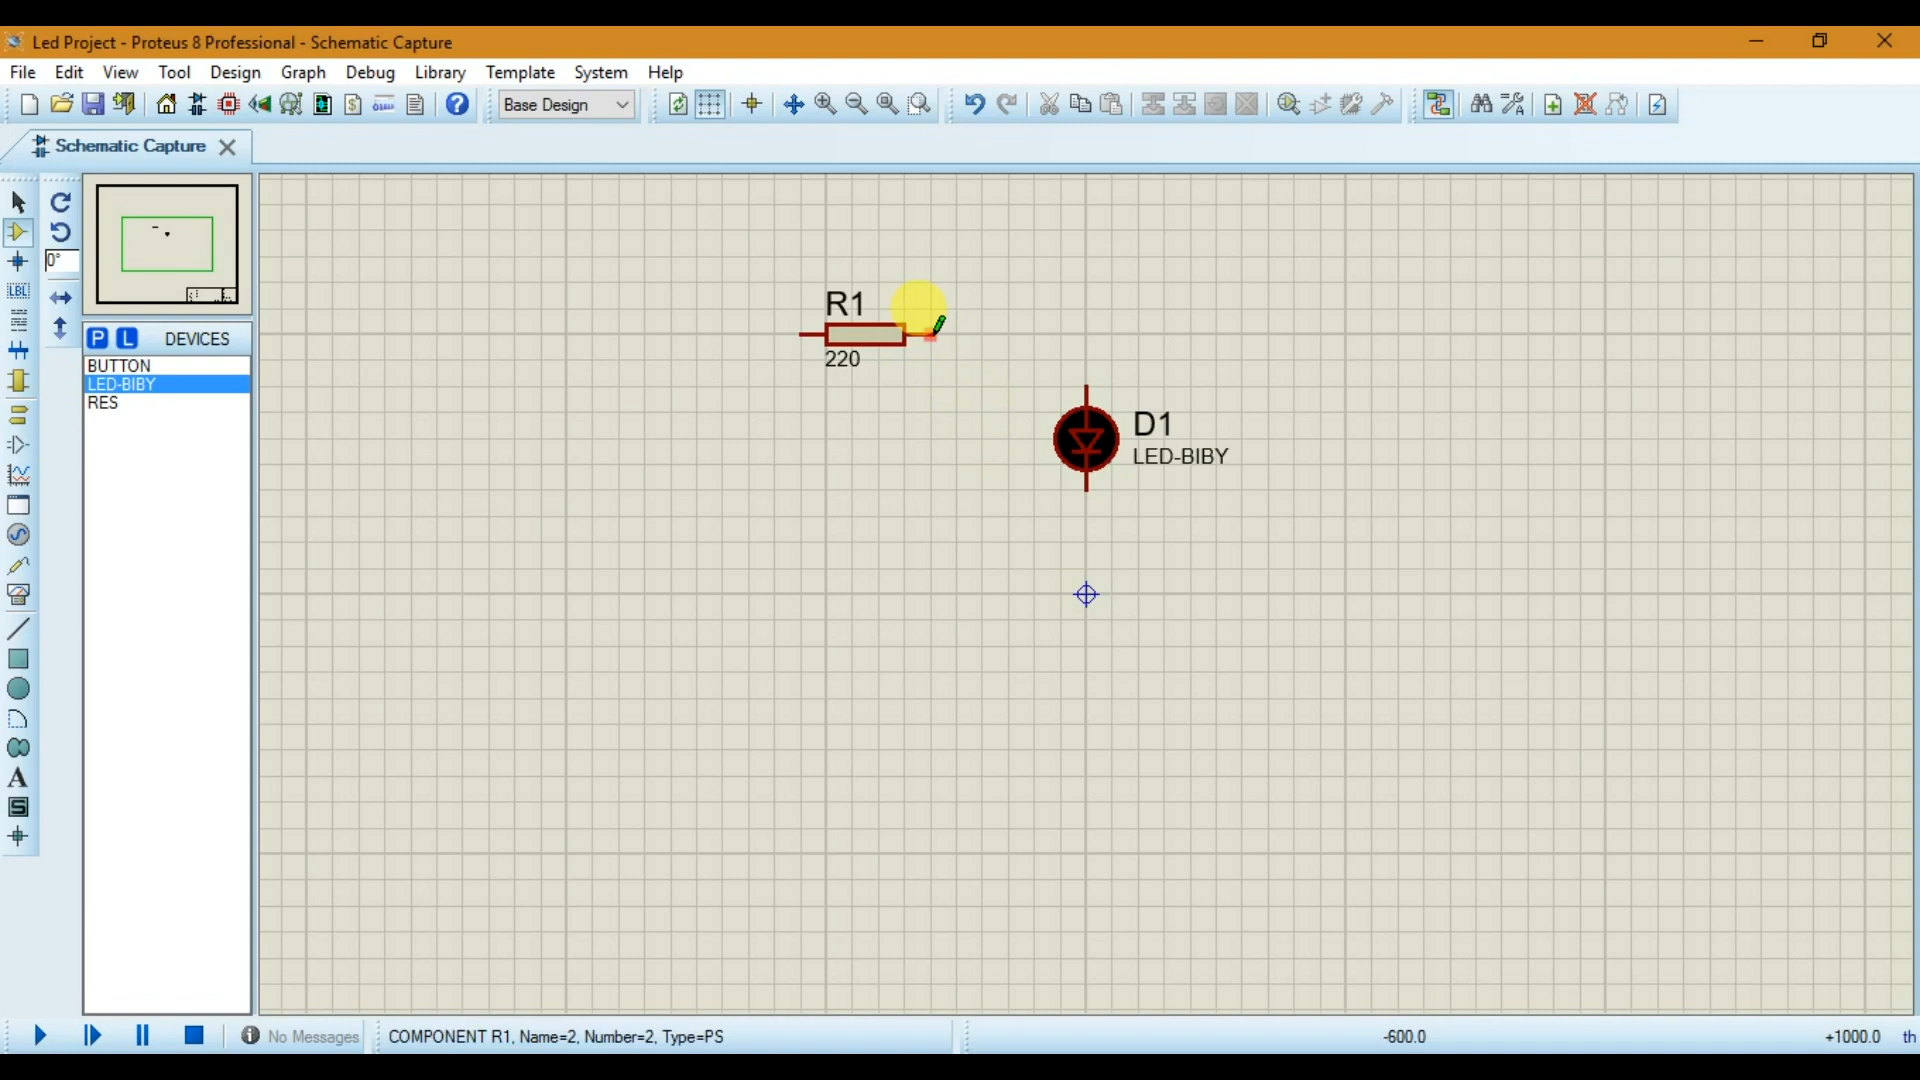 Led Project - Proteus 8 Professional - Schematic Capture
File Edit View Tool Design Graph Debug Library Template System Help
Base Design
Schematic Capture
0°
LBL
P L DEVICES
BUTTON
LED-BIBY
RES
A
S
R1
220
D1
LED-BIBY
No Messages
COMPONENT R1, Name=2, Number=2, Type=PS
-600.0
+1000.0
th